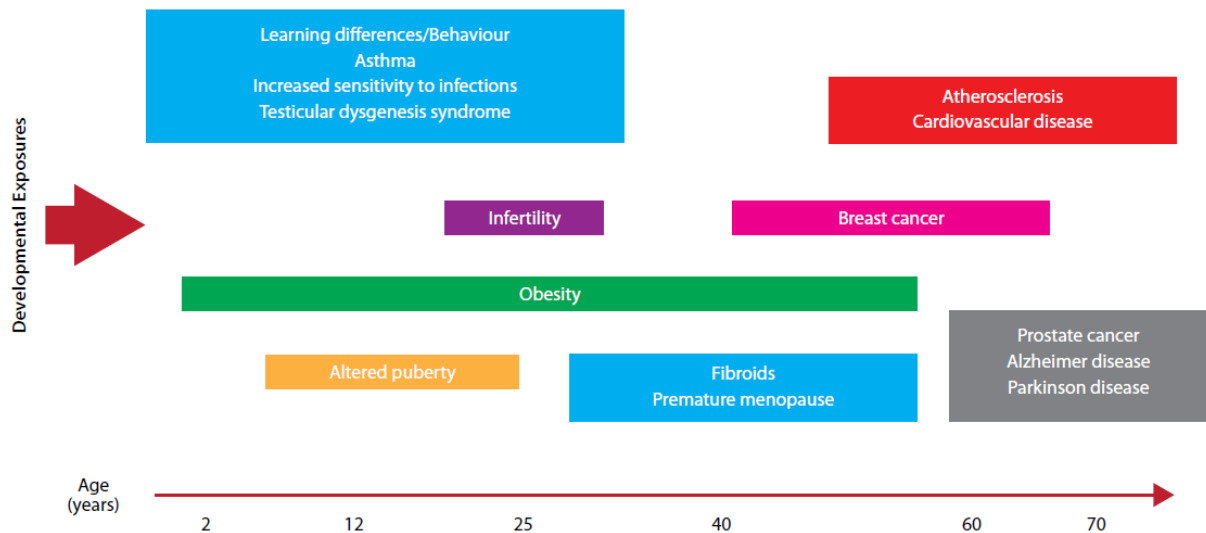 Developmental Exposures
Learning differences/Behaviour
Asthma
Increased sensitivity to infections
Testicular dysgenesis syndrome
Atherosclerosis
Cardiovascular disease
Infertility
Breast cancer
Obesity
Altered puberty
Fibroids
Premature menopause
Prostate cancer
Alzheimer disease
Parkinson disease
Age
(years)
2 12 25 40 60 70